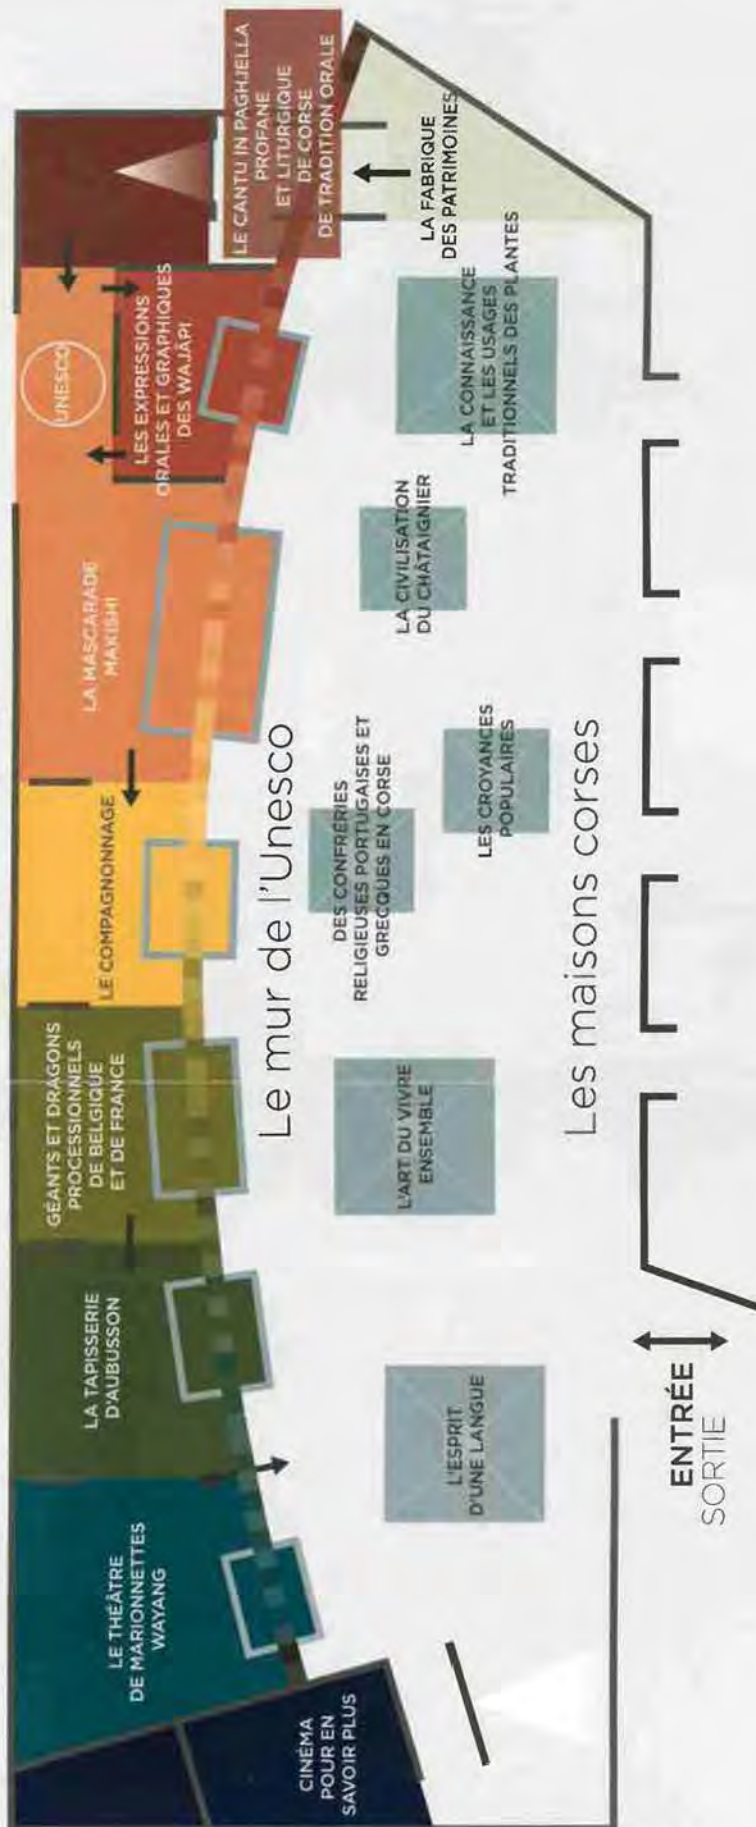 CINÉMA
POUR EN
SAVOIR PLUS
LE THÉÂTRE
DE MARIONNETTES
WAYANG
LA TAPISSERIE
D'AUBUSSON
GÉANTS ET DRAGONS
PROCESSIONNELS
DE BELGIQUE
ET DE FRANCE
LE COMPAGNONNAGE
LA MASCARADE
MAKISHI
UNESCO
LES EXPRESSIONS
ORALES ET GRAPHIQUES
DES WAJÃPI
LE CANTU IN PAGHJELLA
PROFANE
ET LITURGIQUE
DE CORSE
DE TRADITION ORALE
LA FABRIQUE
DES PATRIMOINES
Le mur de l'Unesco
L'ESPRIT
D'UNE LANGUE
L'ART DU VIVRE
ENSEMBLE
DES CONFRÉRIES
RELIGIEUSES PORTUGAISES ET
GRECQUES EN CORSE
LES CROYANCES
POPULAIRES
LA CIVILISATION
DU CHÂTAIGNIER
LA CONNAISSANCE
ET LES USAGES
TRADITIONNELS DES PLANTES
Les maisons corses
ENTRÉE
SORTIE